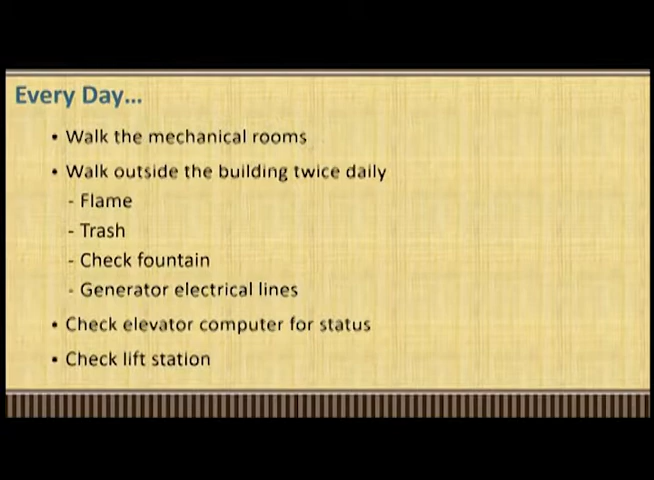 Every Day...
• Walk the mechanical rooms
• Walk outside the building twice daily
- Flame
- Trash
- Check fountain
- Generator electrical lines
• Check elevator computer for status
• Check lift station